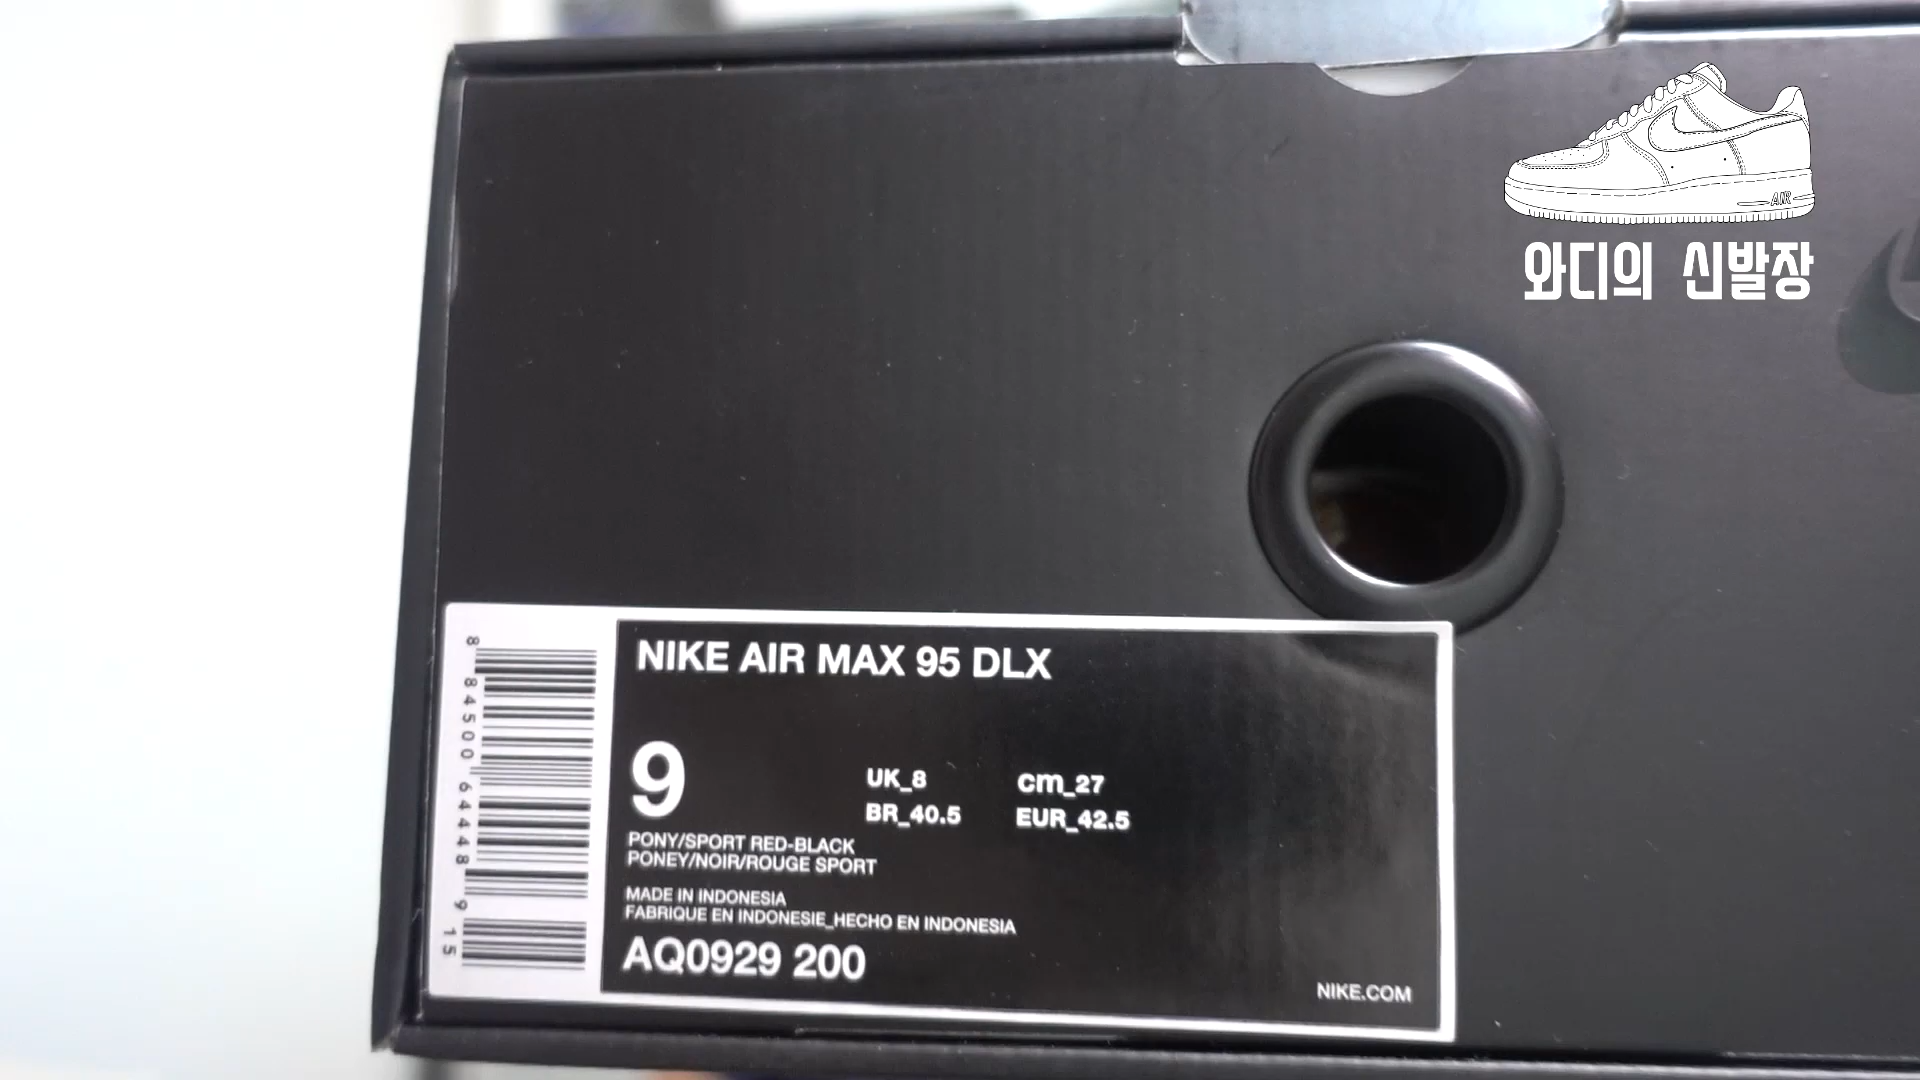 AIR
와디의 신발장
NIKE AIR MAX 95 DLX
9
UK_8 cm_27
BR_40.5 EUR_42.5
PONY/SPORT RED-BLACK
PONEY/NOIR/ROUGE SPORT
MADE IN INDONESIA
FABRIQUE EN INDONESIE_HECHO EN INDONESIA
AQ0929 200
NIKE.COM
8 84500 64448 9 15